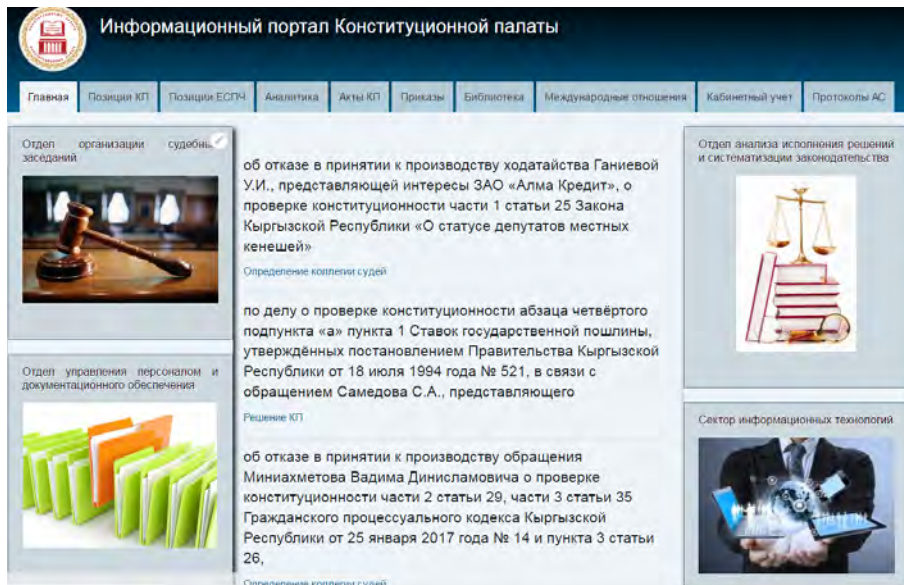 Информационный портал Конституционной палаты
Главная
Позиции КП
Позиции ЕСПЧ
Аналитика
Акты КП
Приказы
Библиотека
Международные отношения
Кабинетный учет
Протоколы АС
Отдел организации
заседаний
об отказе в принятии к производству ходатайства Ганиевой
У.И., представляющей интересы ЗАО «Алма Кредит», о
проверке конституционности части 1 статьи 25 Закона
Кыргызской Республики «О статусе депутатов местных
кенешей»
Определение коллегии судей
по делу о проверке конституционности абзаца четвёртого
подпункта «а» пункта 1 Ставок государственной пошлины,
утверждённых постановлением Правительства Кыргызской
Республики от 18 июля 1994 года № 521, в связи с
обращением Самедова С.А., представляющего
Решение КП
об отказе в принятии к производству обращения
Миниахметова Вадима Динисламовича о проверке
конституционности части 2 статьи 29, части 3 статьи 35
Гражданского процессуального кодекса Кыргызской
Республики от 25 января 2017 года № 14 и пункта 3 статьи
26,
Определение коллегии судей
Отдел управления персоналом и
документационного обеспечения
Отдел анализа исполнения решений
и систематизации законодательства
Сектор информационных технологий